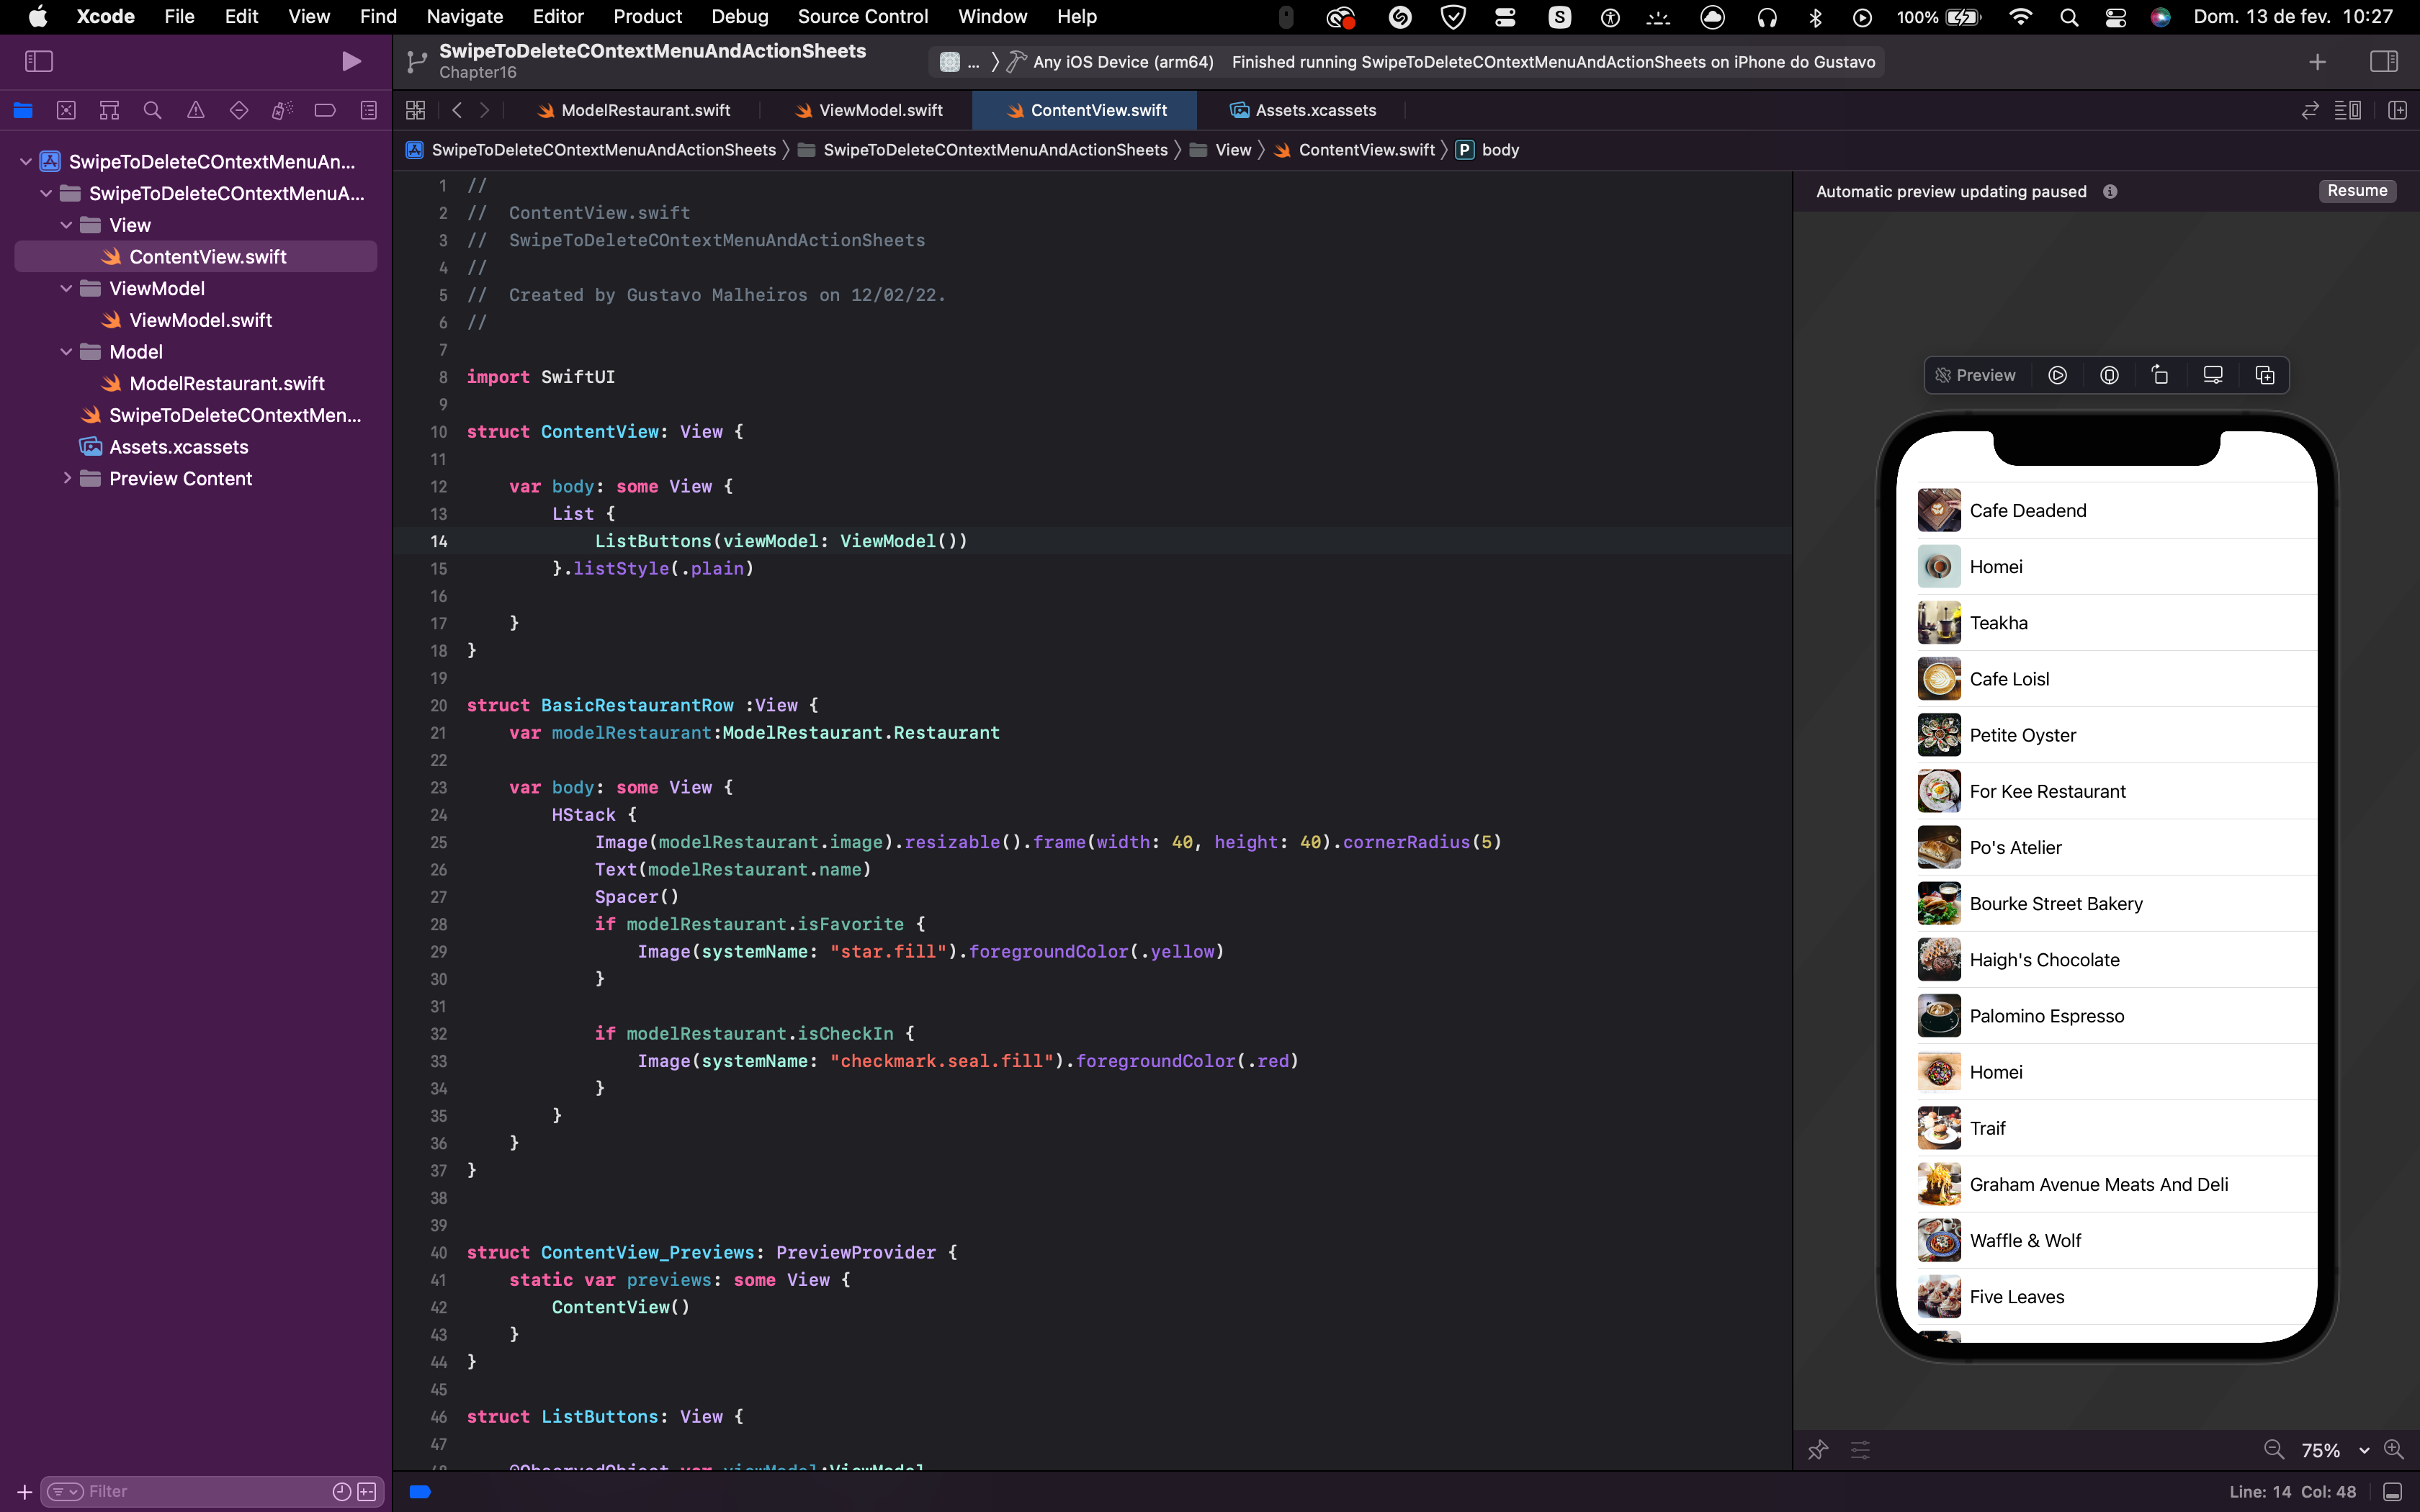 Xcode File Edit View Find Navigate Editor Product Debug Source Control Window Help 100% Dom. 13 de fev. 10:27
SwipeToDeleteCOntextMenuAndActionSheets
Chapter16
... Any iOS Device (arm64) Finished running SwipeToDeleteCOntextMenuAndActionSheets on iPhone do Gustavo
ModelRestaurant.swift ViewModel.swift ContentView.swift Assets.xcassets
SwipeToDeleteCOntextMenuAndActionSheets SwipeToDeleteCOntextMenuAndActionSheets View ContentView.swift P body
SwipeToDeleteCOntextMenuAn...
SwipeToDeleteCOntextMenuA...
View
ContentView.swift
ViewModel
ViewModel.swift
Model
ModelRestaurant.swift
SwipeToDeleteCOntextMen...
Assets.xcassets
Preview Content
Filter
1 //
2 // ContentView.swift
3 // SwipeToDeleteCOntextMenuAndActionSheets
4 //
5 // Created by Gustavo Malheiros on 12/02/22.
6 //
7
8 import SwiftUI
9
10 struct ContentView: View {
11
12 var body: some View {
13 List {
14 ListButtons(viewModel: ViewModel())
15 }.listStyle(.plain)
16
17 }
18 }
19
20 struct BasicRestaurantRow :View {
21 var modelRestaurant:ModelRestaurant.Restaurant
22
23 var body: some View {
24 HStack {
25 Image(modelRestaurant.image).resizable().frame(width: 40, height: 40).cornerRadius(5)
26 Text(modelRestaurant.name)
27 Spacer()
28 if modelRestaurant.isFavorite {
29 Image(systemName: "star.fill").foregroundColor(.yellow)
30 }
31
32 if modelRestaurant.isCheckIn {
33 Image(systemName: "checkmark.seal.fill").foregroundColor(.red)
34 }
35 }
36 }
37 }
38
39
40 struct ContentView_Previews: PreviewProvider {
41 static var previews: some View {
42 ContentView()
43 }
44 }
45
46 struct ListButtons: View {
47
48 @ObservedObject var viewModel:ViewModel
Automatic preview updating paused Resume
Preview
Cafe Deadend
Homei
Teakha
Cafe Loisl
Petite Oyster
For Kee Restaurant
Po's Atelier
Bourke Street Bakery
Haigh's Chocolate
Palomino Espresso
Homei
Traif
Graham Avenue Meats And Deli
Waffle & Wolf
Five Leaves
75%
Line: 14 Col: 48